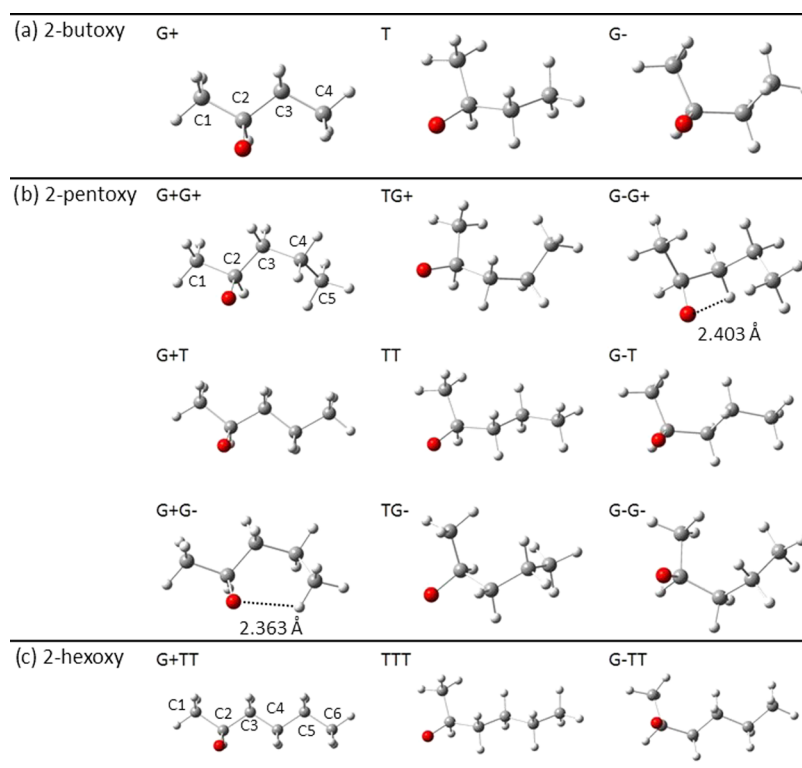 (a) 2-butoxy G+ T G-
C1 C2 C3 C4
(b) 2-pentoxy G+G+ TG+ G-G+
C1 C2 C3 C4 C5
2.403 Å
G+T TT G-T
G+G- TG- G-G-
2.363 Å
(c) 2-hexoxy G+TT TTT G-TT
C1 C2 C3 C4 C5 C6